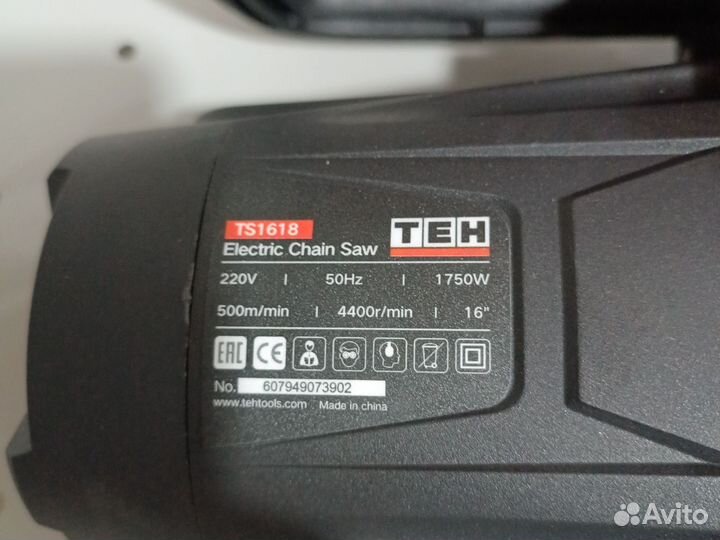 TS1618
TEH
Electric Chain Saw
220V | 50Hz | 1750W
500m/min | 4400r/min | 16"
EAC CE
No. 607949073902
www.tehtools.com Made in china
Avito